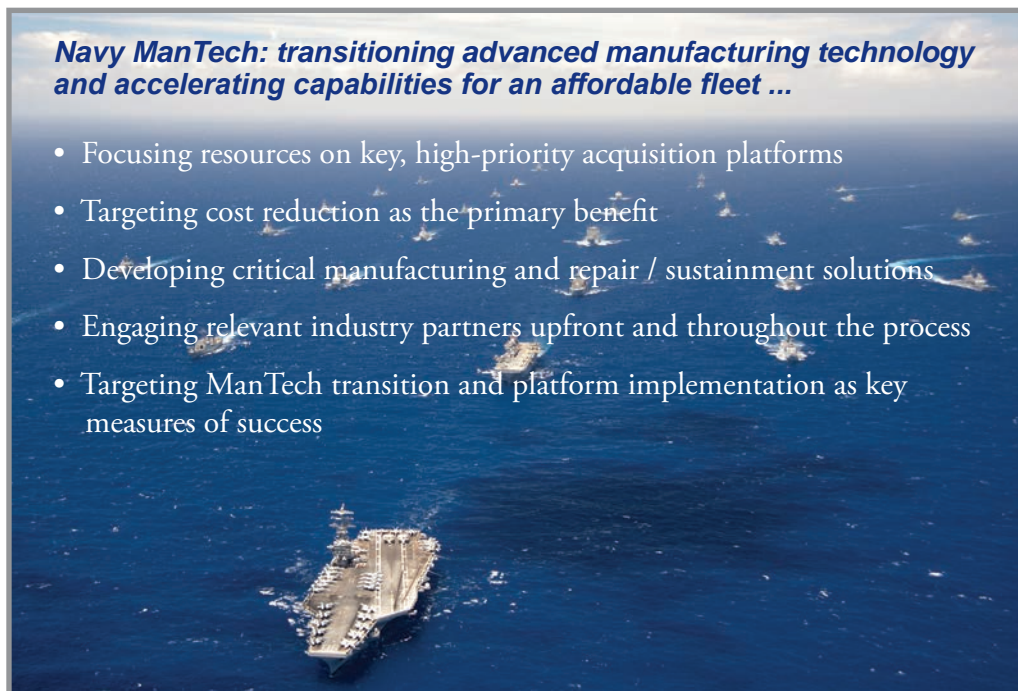 Navy ManTech: transitioning advanced manufacturing technology
and accelerating capabilities for an affordable fleet ...
• Focusing resources on key, high-priority acquisition platforms
• Targeting cost reduction as the primary benefit
• Developing critical manufacturing and repair / sustainment solutions
• Engaging relevant industry partners upfront and throughout the process
• Targeting ManTech transition and platform implementation as key
measures of success